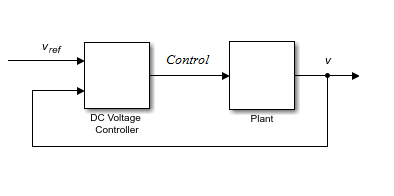 v_ref
Control
v
DC Voltage
Controller
Plant